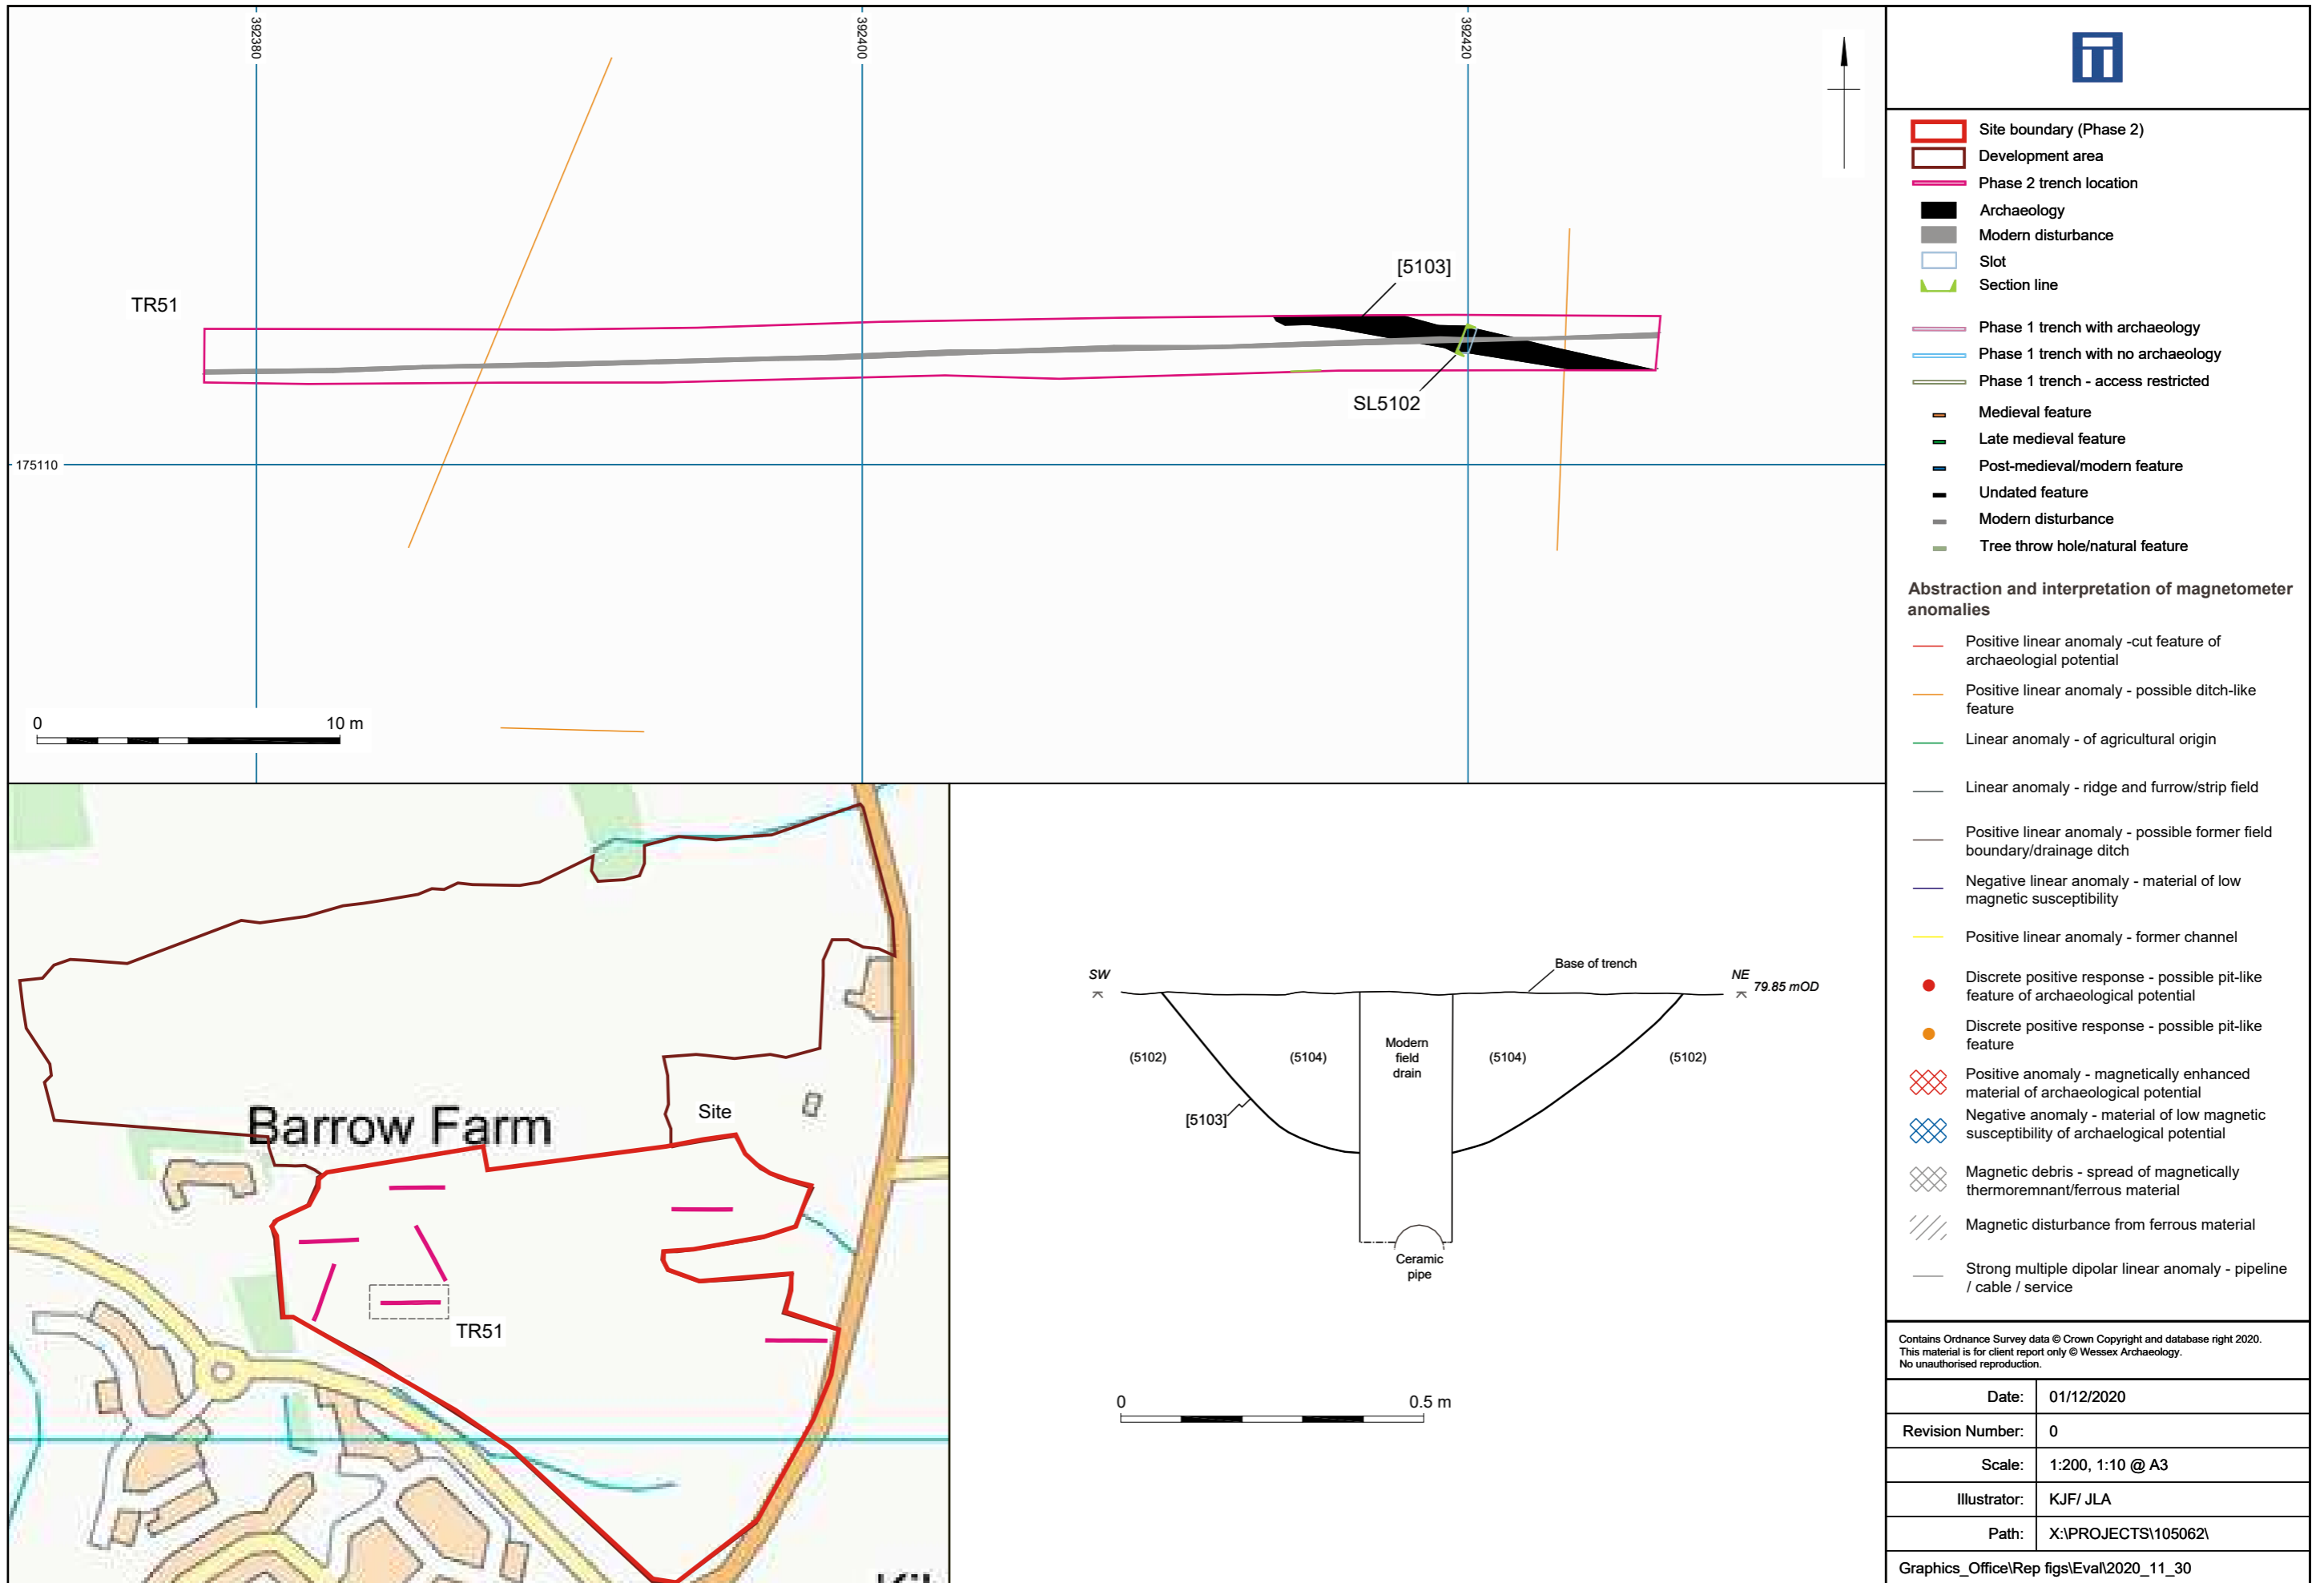 392380
392400
392420
TR51
[5103]
SL5102
175110
0 10 m
Barrow Farm
Site
TR51
SW
Base of trench
NE
79.85 mOD
(5102)
(5104)
Modern
field
drain
(5104)
(5102)
[5103]
Ceramic
pipe
0 0.5 m
Site boundary (Phase 2)
Development area
Phase 2 trench location
Archaeology
Modern disturbance
Slot
Section line
Phase 1 trench with archaeology
Phase 1 trench with no archaeology
Phase 1 trench - access restricted
Medieval feature
Late medieval feature
Post-medieval/modern feature
Undated feature
Modern disturbance
Tree throw hole/natural feature
Abstraction and interpretation of magnetometer
anomalies
Positive linear anomaly -cut feature of
archaeologial potential
Positive linear anomaly - possible ditch-like
feature
Linear anomaly - of agricultural origin
Linear anomaly - ridge and furrow/strip field
Positive linear anomaly - possible former field
boundary/drainage ditch
Negative linear anomaly - material of low
magnetic susceptibility
Positive linear anomaly - former channel
Discrete positive response - possible pit-like
feature of archaeological potential
Discrete positive response - possible pit-like
feature
Positive anomaly - magnetically enhanced
material of archaeological potential
Negative anomaly - material of low magnetic
susceptibility of archaelogical potential
Magnetic debris - spread of magnetically
thermoremnant/ferrous material
Magnetic disturbance from ferrous material
Strong multiple dipolar linear anomaly - pipeline
/ cable / service
Contains Ordnance Survey data © Crown Copyright and database right 2020.
This material is for client report only © Wessex Archaeology.
No unauthorised reproduction.
Date: 01/12/2020
Revision Number: 0
Scale: 1:200, 1:10 @ A3
Illustrator: KJF/ JLA
Path: X:\PROJECTS\105062\
Graphics_Office\Rep figs\Eval\2020_11_30